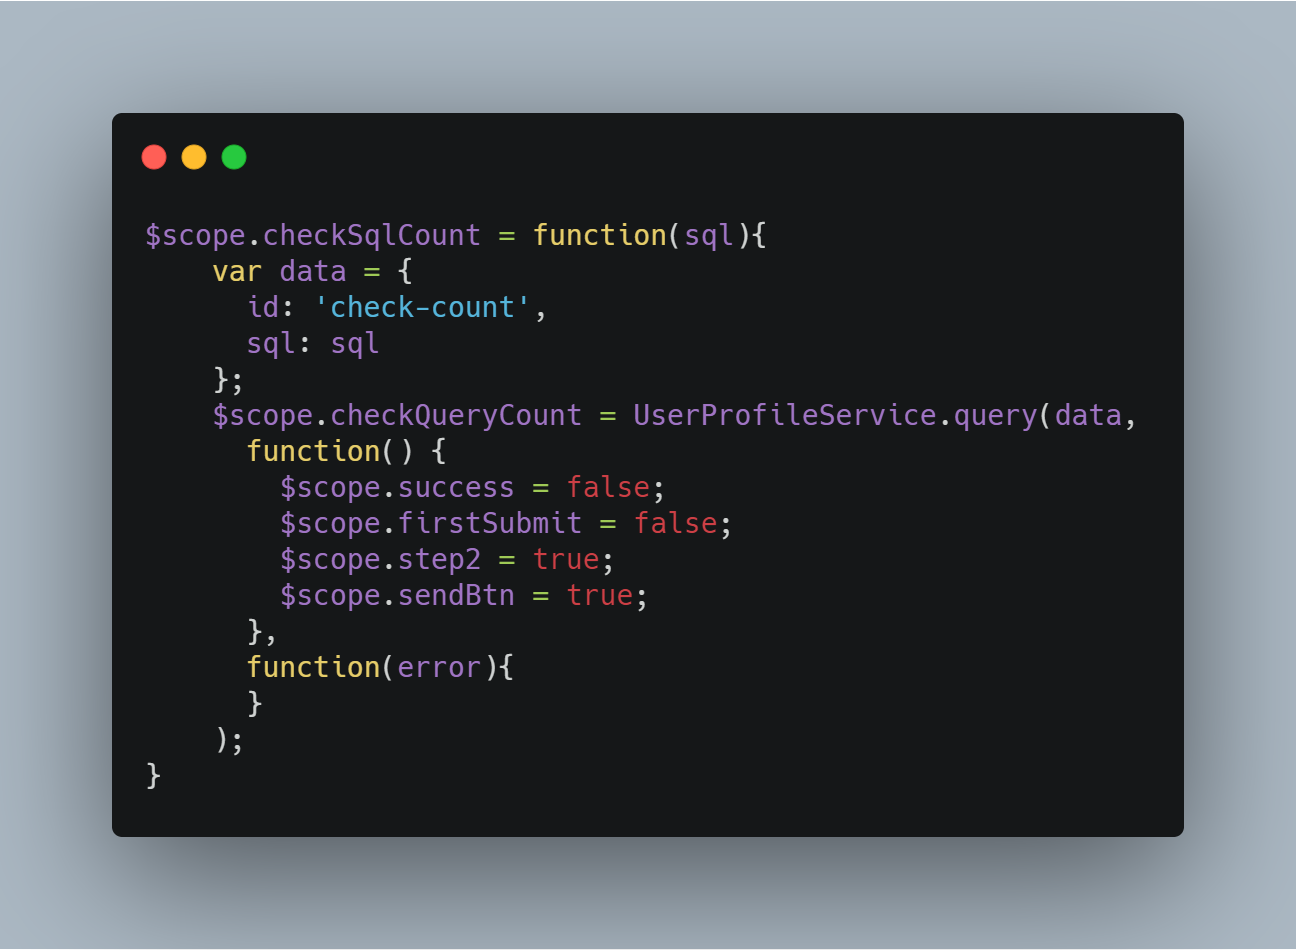 $scope.checkSqlCount = function(sql){
    var data = {
      id: 'check-count',
      sql: sql
    };
    $scope.checkQueryCount = UserProfileService.query(data,
      function() {
        $scope.success = false;
        $scope.firstSubmit = false;
        $scope.step2 = true;
        $scope.sendBtn = true;
      },
      function(error){
      }
    );
}